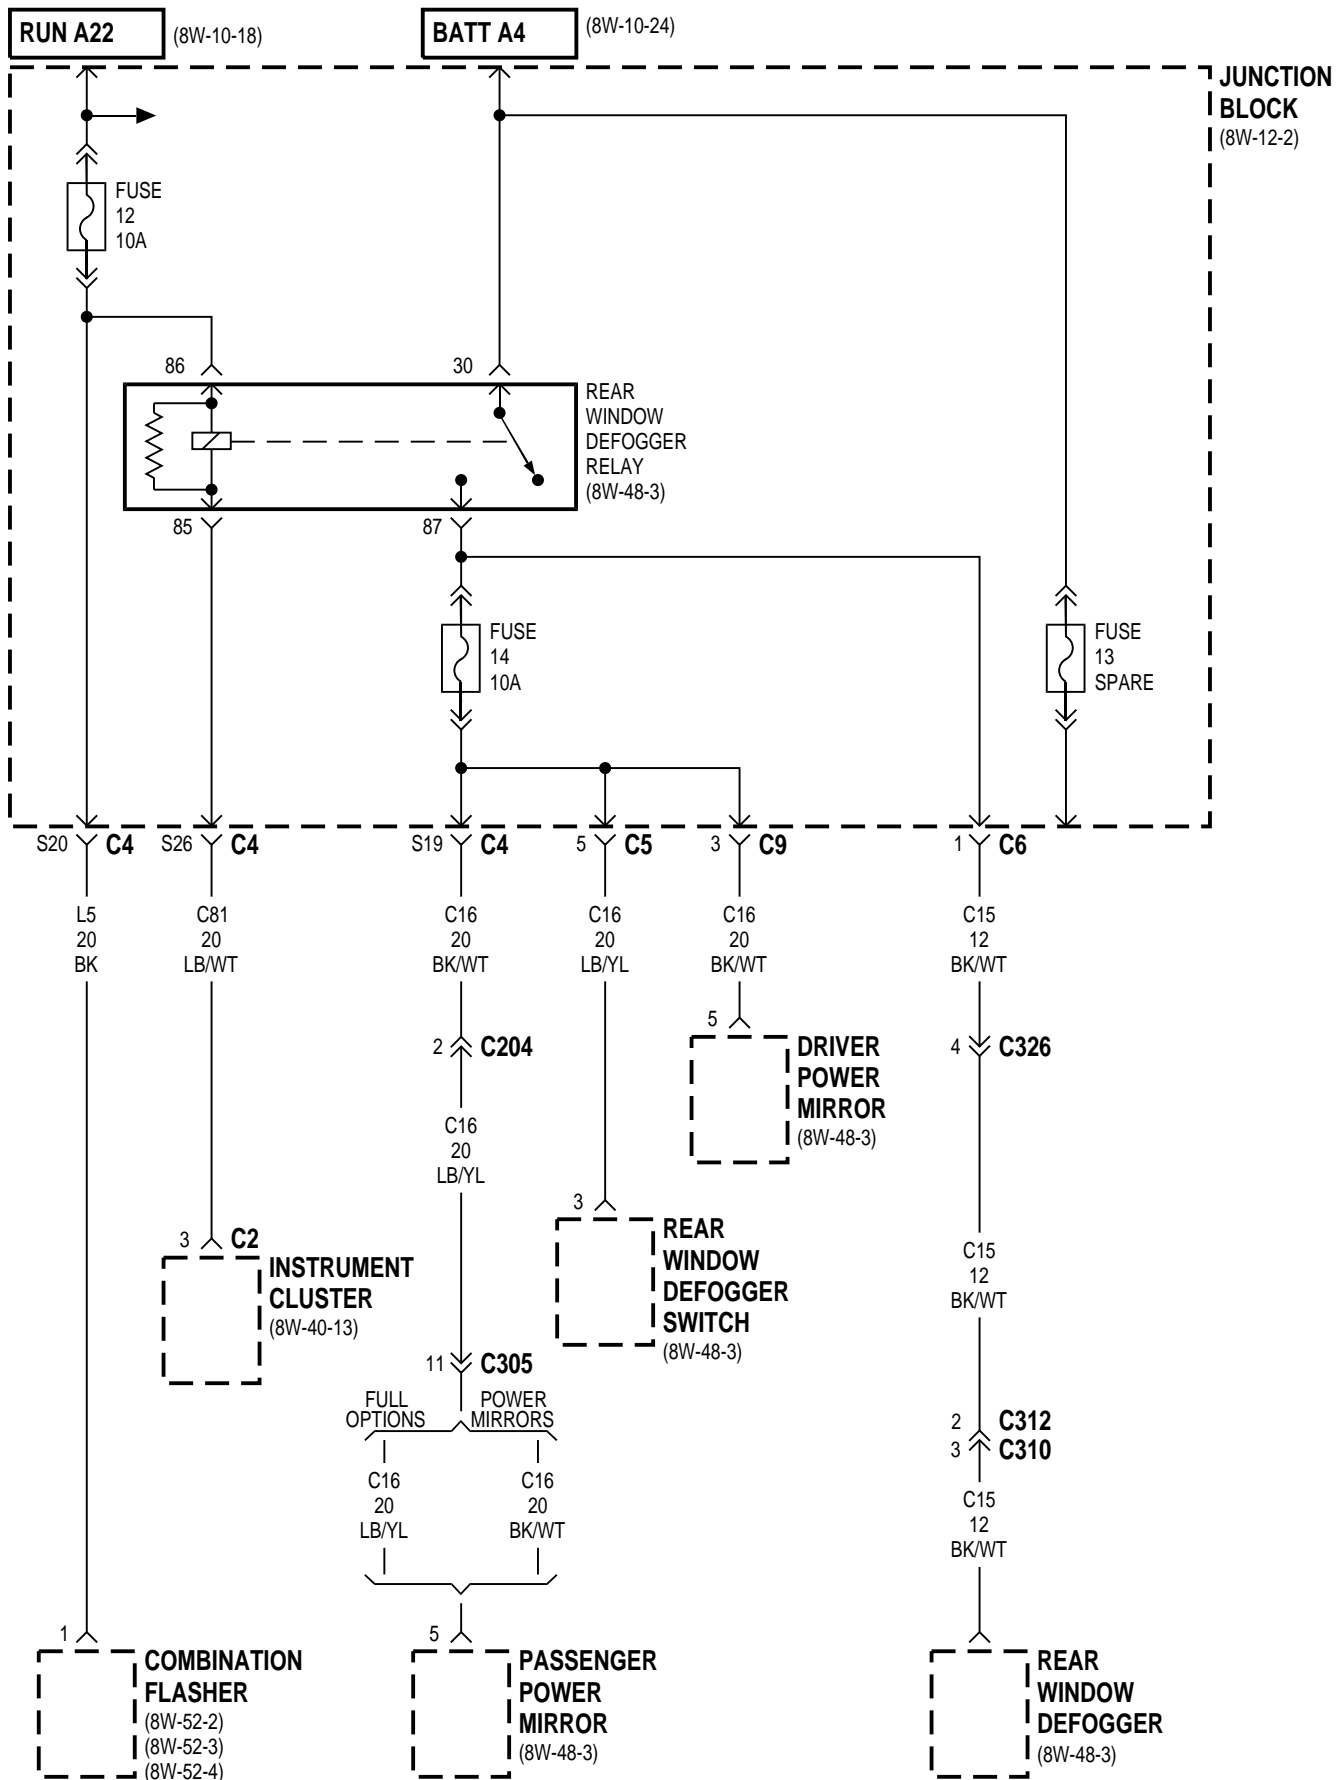 RUN A22
(8W-10-18)
BATT A4
(8W-10-24)
JUNCTION
BLOCK
(8W-12-2)
FUSE
12
10A
86
30
REAR
WINDOW
DEFOGGER
RELAY
(8W-48-3)
85
87
FUSE
14
10A
FUSE
13
SPARE
S20
C4
S26
C4
S19
C4
5
C5
3
C9
1
C6
L5
20
BK
C81
20
LB/WT
C16
20
BK/WT
C16
20
LB/YL
C16
20
BK/WT
C15
12
BK/WT
5
DRIVER
POWER
MIRROR
(8W-48-3)
2
C204
4
C326
C16
20
LB/YL
3
REAR
WINDOW
DEFOGGER
SWITCH
(8W-48-3)
3
C2
INSTRUMENT
CLUSTER
(8W-40-13)
C15
12
BK/WT
11
C305
FULL
OPTIONS
POWER
MIRRORS
2
C312
3
C310
C16
20
LB/YL
C16
20
BK/WT
C15
12
BK/WT
1
COMBINATION
FLASHER
(8W-52-2)
(8W-52-3)
(8W-52-4)
5
PASSENGER
POWER
MIRROR
(8W-48-3)
REAR
WINDOW
DEFOGGER
(8W-48-3)